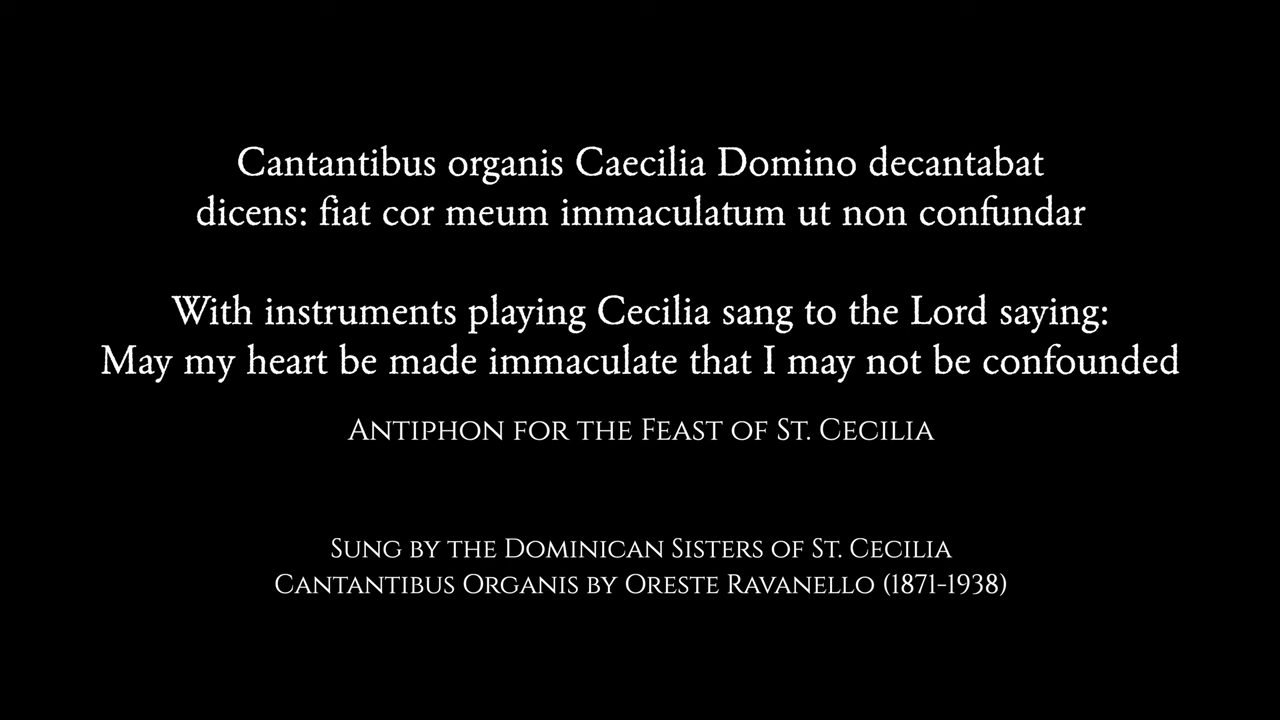 Cantantibus organis Caecilia Domino decantabat
dicens: fiat cor meum immaculatum ut non confundar
With instruments playing Cecilia sang to the Lord saying:
May my heart be made immaculate that I may not be confounded
Antiphon for the Feast of St. Cecilia
Sung by the Dominican Sisters of St. Cecilia
Cantantibus Organis by Oreste Ravanello (1871-1938)